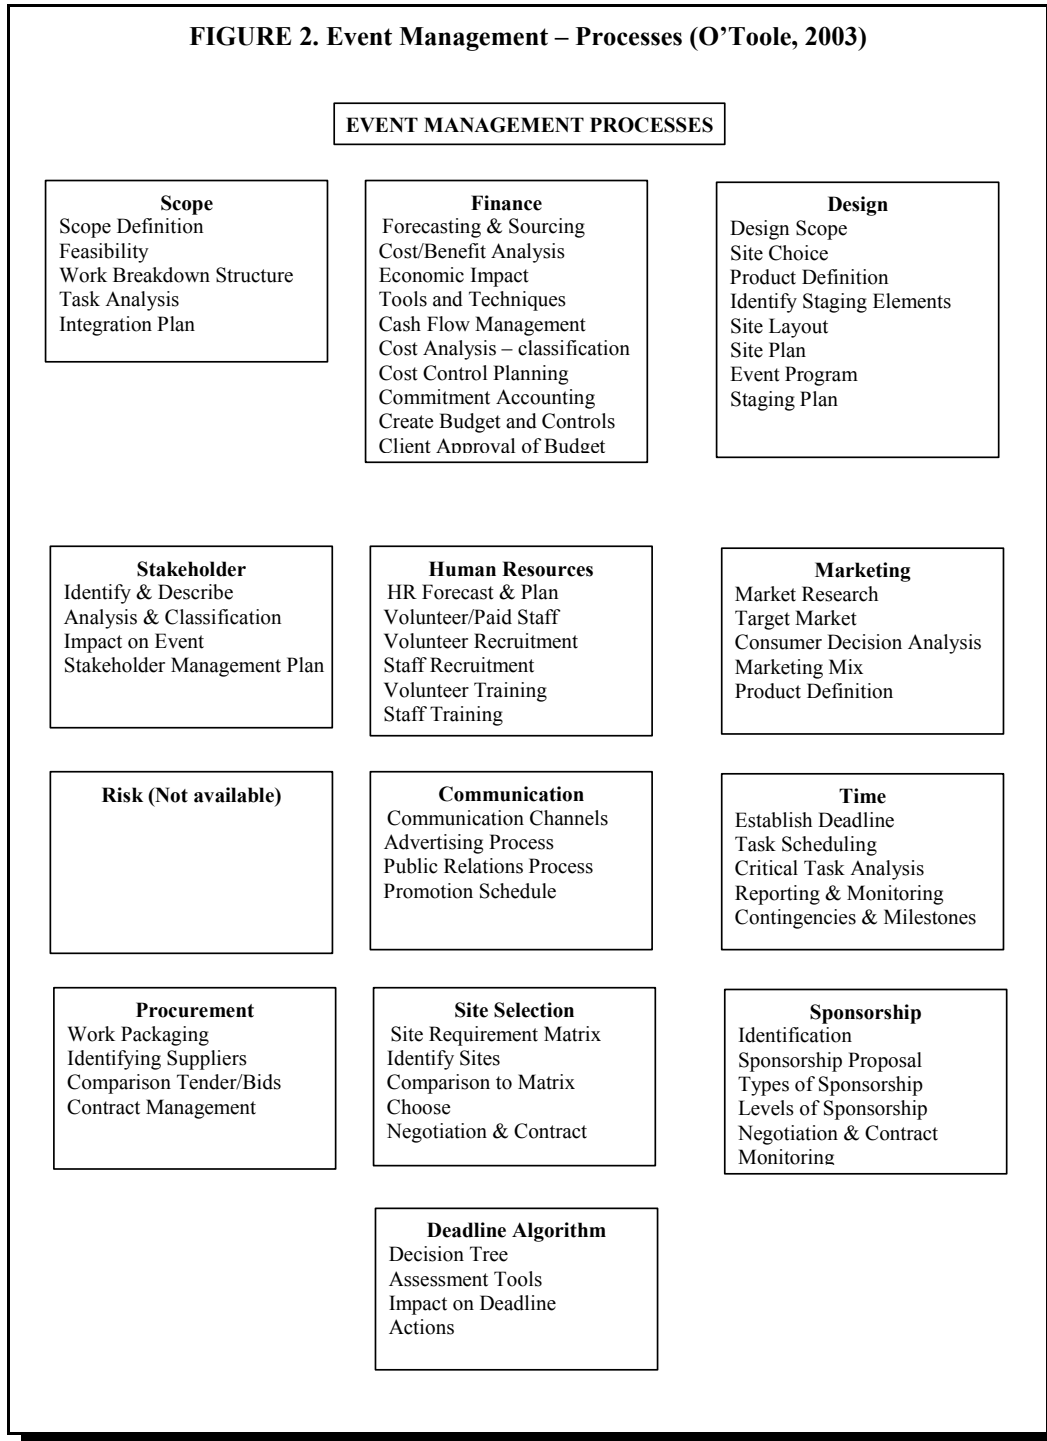 FIGURE 2. Event Management – Processes (O’Toole, 2003)
EVENT MANAGEMENT PROCESSES
Scope
Scope Definition
Feasibility
Work Breakdown Structure
Task Analysis
Integration Plan
Finance
Forecasting & Sourcing
Cost/Benefit Analysis
Economic Impact
Tools and Techniques
Cash Flow Management
Cost Analysis – classification
Cost Control Planning
Commitment Accounting
Create Budget and Controls
Client Approval of Budget
Design
Design Scope
Site Choice
Product Definition
Identify Staging Elements
Site Layout
Site Plan
Event Program
Staging Plan
Stakeholder
Identify & Describe
Analysis & Classification
Impact on Event
Stakeholder Management Plan
Human Resources
HR Forecast & Plan
Volunteer/Paid Staff
Volunteer Recruitment
Staff Recruitment
Volunteer Training
Staff Training
Marketing
Market Research
Target Market
Consumer Decision Analysis
Marketing Mix
Product Definition
Risk (Not available)
Communication
Communication Channels
Advertising Process
Public Relations Process
Promotion Schedule
Time
Establish Deadline
Task Scheduling
Critical Task Analysis
Reporting & Monitoring
Contingencies & Milestones
Procurement
Work Packaging
Identifying Suppliers
Comparison Tender/Bids
Contract Management
Site Selection
Site Requirement Matrix
Identify Sites
Comparison to Matrix
Choose
Negotiation & Contract
Sponsorship
Identification
Sponsorship Proposal
Types of Sponsorship
Levels of Sponsorship
Negotiation & Contract
Monitoring
Deadline Algorithm
Decision Tree
Assessment Tools
Impact on Deadline
Actions